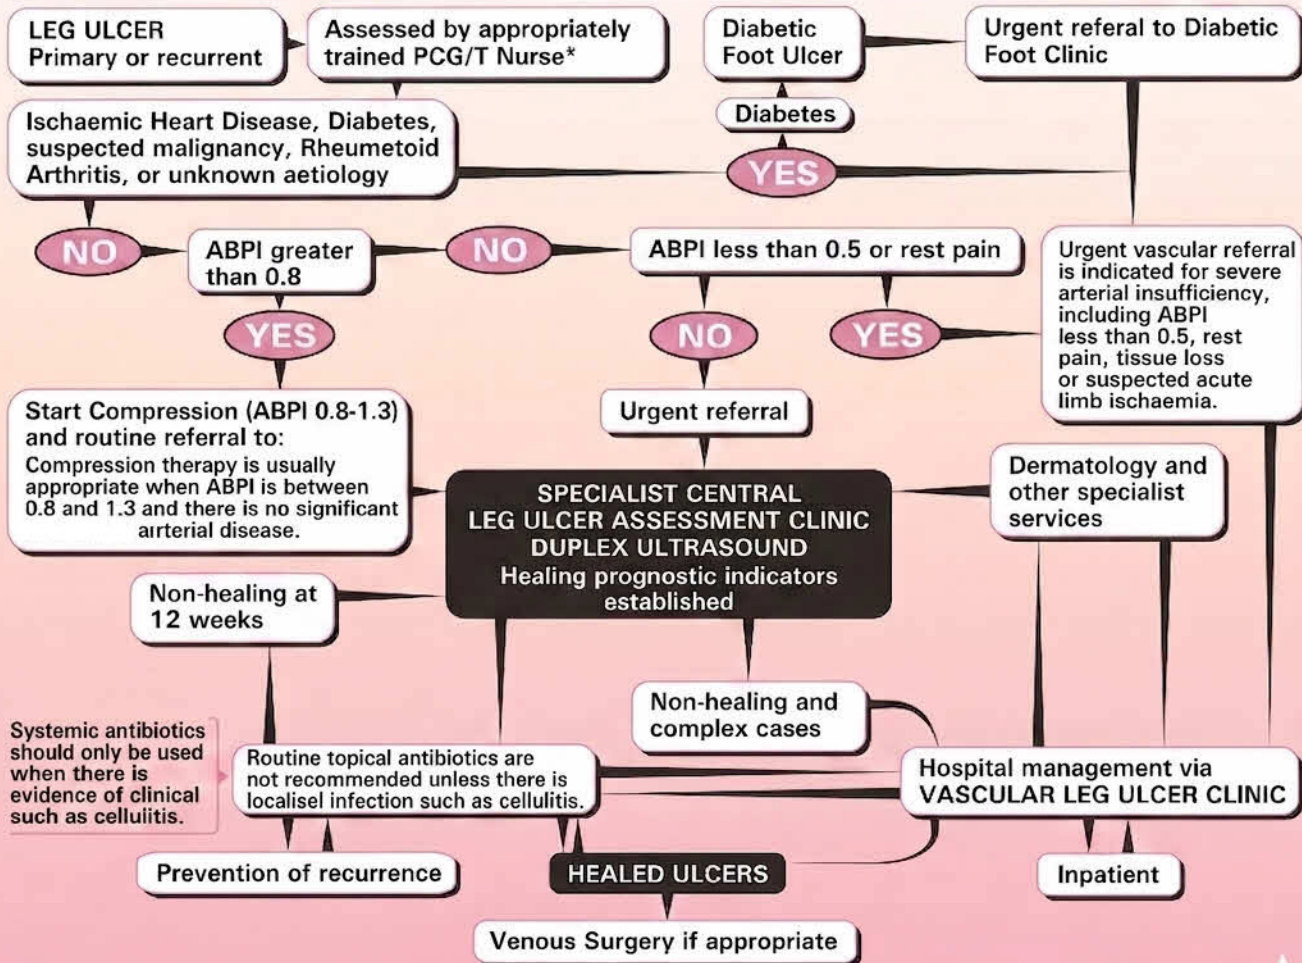 LEG ULCER
Primary or recurrent
Assessed by appropriately
trained PCG/T Nurse*
Diabetic
Foot Ulcer
Urgent referal to Diabetic
Foot Clinic
Diabetes
Ischaemic Heart Disease, Diabetes,
suspected malignancy, Rheumetoid
Arthritis, or unknown aetiology
YES
NO
ABPI greater
than 0.8
NO
ABPI less than 0.5 or rest pain
Urgent vascular referral
is indicated for severe
arterial insufficiency,
including ABPI
less than 0.5, rest
pain, tissue loss
or suspected acute
limb ischaemia.
YES
NO
YES
Start Compression (ABPI 0.8-1.3)
and routine referral to:
Compression therapy is usually
appropriate when ABPI is between
0.8 and 1.3 and there is no significant
airterial disease.
Urgent referral
SPECIALIST CENTRAL
LEG ULCER ASSESSMENT CLINIC
DUPLEX ULTRASOUND
Healing prognostic indicators
established
Dermatology and
other specialist
services
Non-healing at
12 weeks
Non-healing and
complex cases
Systemic antibiotics
should only be used
when there is
evidence of clinical
such as cellulitis.
Routine topical antibiotics are
not recommended unless there is
localisel infection such as cellulitis.
Hospital management via
VASCULAR LEG ULCER CLINIC
Prevention of recurrence
HEALED ULCERS
Inpatient
Venous Surgery if appropriate